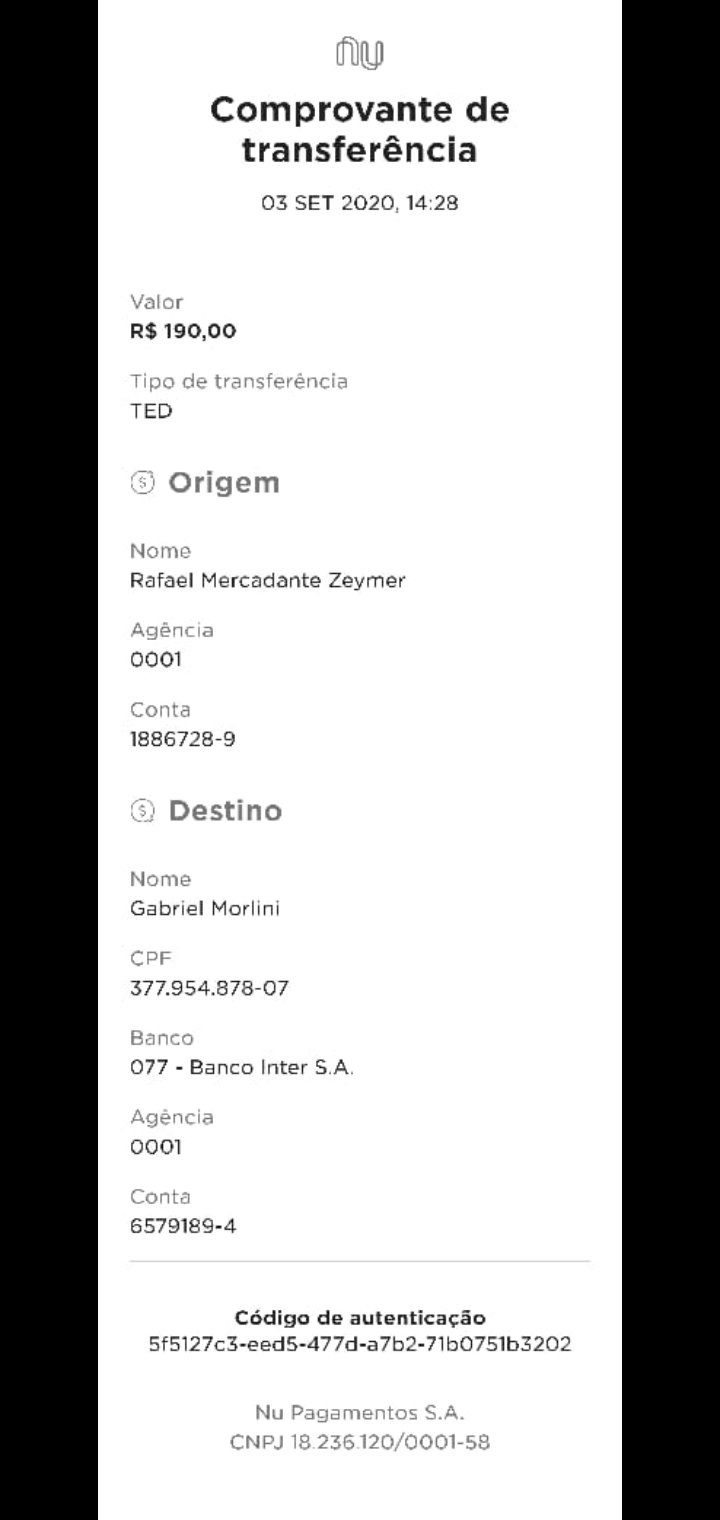 nu
Comprovante de
transferência
03 SET 2020, 14:28
Valor
R$ 190,00
Tipo de transferência
TED
Origem
Nome
Rafael Mercadante Zeymer
Agência
0001
Conta
1886728-9
Destino
Nome
Gabriel Morlini
CPF
377.954.878-07
Banco
077 - Banco Inter S.A.
Agência
0001
Conta
6579189-4
Código de autenticação
5f5127c3-eed5-477d-a7b2-71b0751b3202
Nu Pagamentos S.A.
CNPJ 18.236.120/0001-58